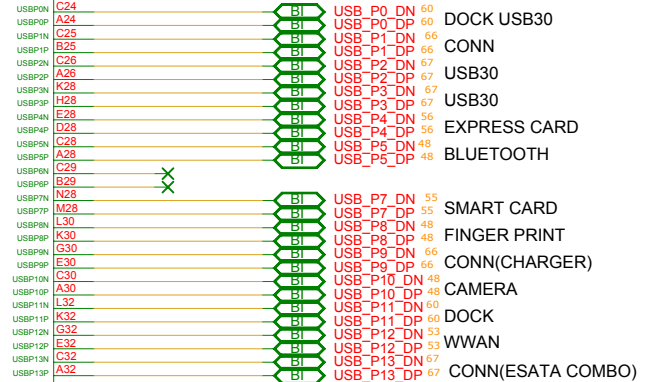 USBP0N C24 BI USB_P0_DN 60
USBP0P A24 BI USB_P0_DP 60 DOCK USB30
USBP1N C25 BI USB_P1_DN 66
USBP1P B25 BI USB_P1_DP 66 CONN
USBP2N C26 BI USB_P2_DN 67
USBP2P A26 BI USB_P2_DP 67 USB30
USBP3N K28 BI USB_P3_DN 67
USBP3P H28 BI USB_P3_DP 67 USB30
USBP4N E28 BI USB_P4_DN 56
USBP4P D28 BI USB_P4_DP 56 EXPRESS CARD
USBP5N C28 BI USB_P5_DN 48
USBP5P A28 BI USB_P5_DP 48 BLUETOOTH
USBP6N C29
USBP6P B29
USBP7N N28 BI USB_P7_DN 55
USBP7P M28 BI USB_P7_DP 55 SMART CARD
USBP8N L30 BI USB_P8_DN 48
USBP8P K30 BI USB_P8_DP 48 FINGER PRINT
USBP9N G30 BI USB_P9_DN 66
USBP9P E30 BI USB_P9_DP 66 CONN(CHARGER)
USBP10N C30 BI USB_P10_DN 48
USBP10P A30 BI USB_P10_DP 48 CAMERA
USBP11N L32 BI USB_P11_DN 60
USBP11P K32 BI USB_P11_DP 60 DOCK
USBP12N G32 BI USB_P12_DN 53
USBP12P E32 BI USB_P12_DP 53 WWAN
USBP13N C32 BI USB_P13_DN 67
USBP13P A32 BI USB_P13_DP 67 CONN(ESATA COMBO)